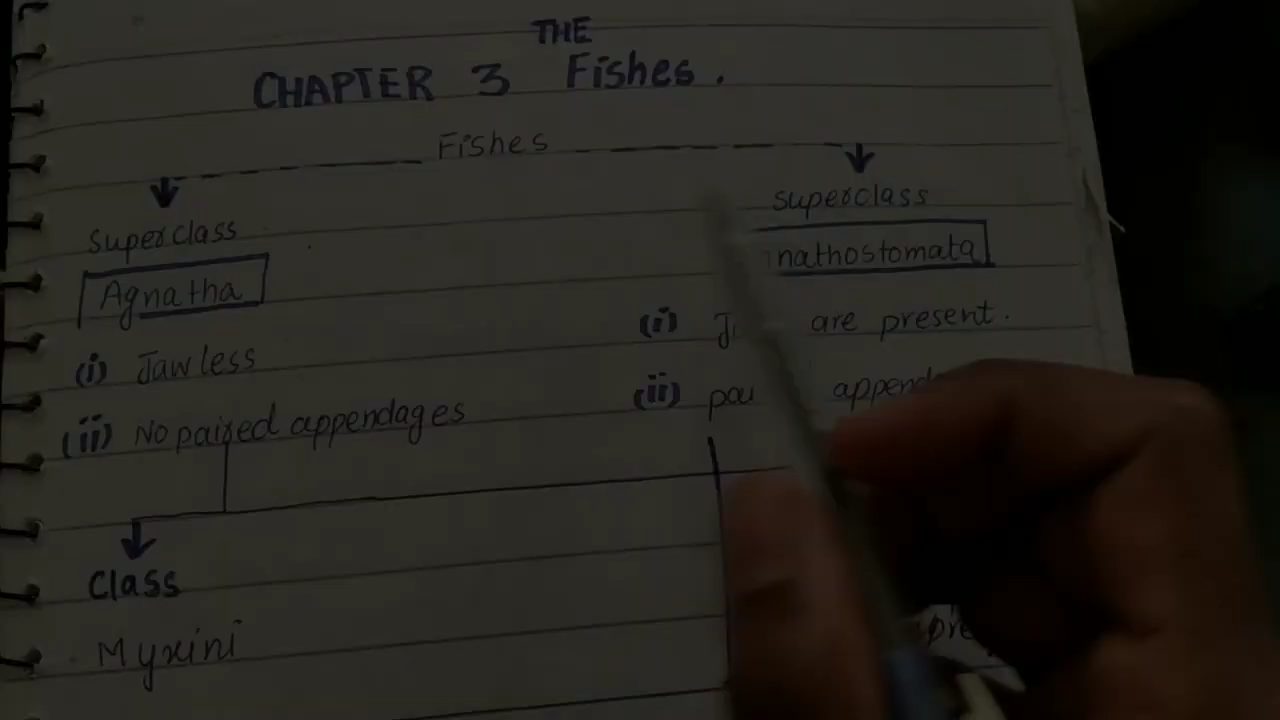 THE
CHAPTER 3 Fishes.
Fishes
Superclass
Agnatha
(i) Jawless
(ii) No paired appendages
Class
Myxini
superclass
nathostomata
(i) are present.
(ii)